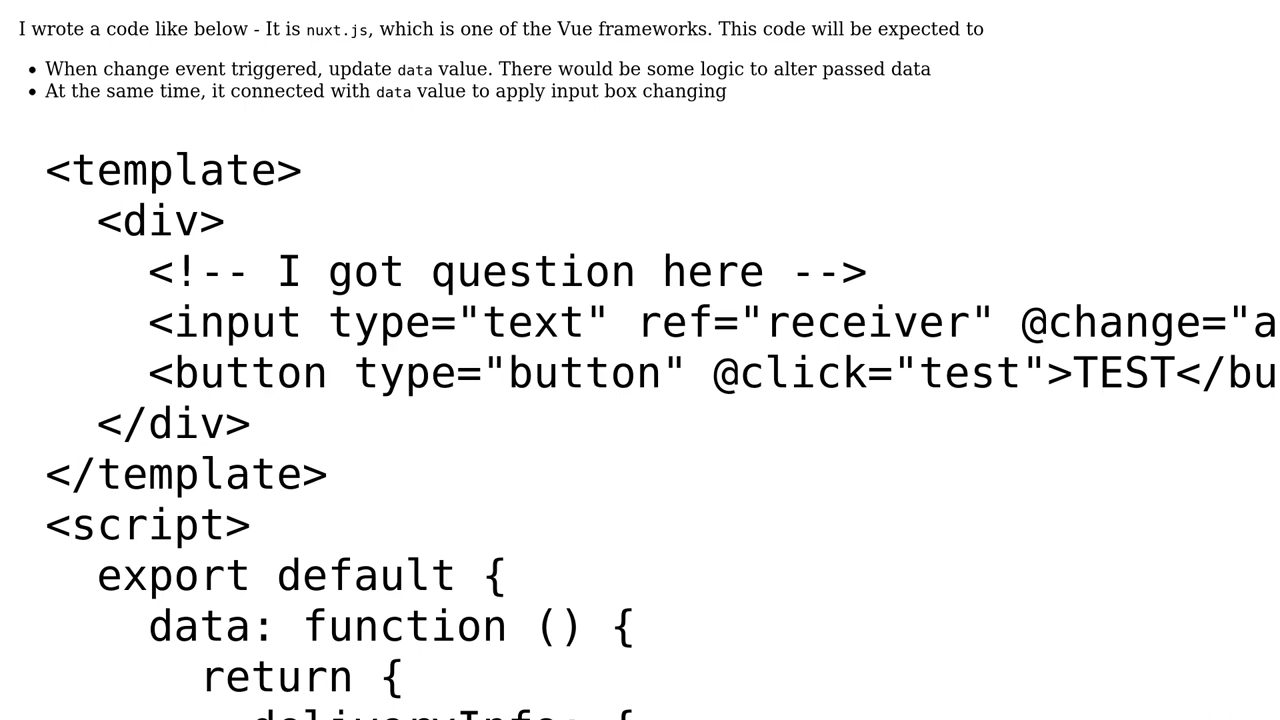 I wrote a code like below - It is nuxt.js, which is one of the Vue frameworks. This code will be expected to
• When change event triggered, update data value. There would be some logic to alter passed data
• At the same time, it connected with data value to apply input box changing
<template>
  <div>
    <!-- I got question here -->
    <input type="text" ref="receiver" @change="a
    <button type="button" @click="test">TEST</bu
  </div>
</template>
<script>
  export default {
    data: function () {
      return {
        deliveryInfo: {